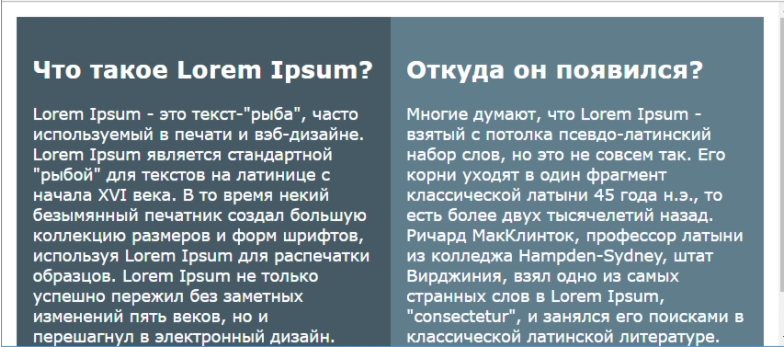 Что такое Lorem Ipsum?
Lorem Ipsum - это текст-"рыба", часто
используемый в печати и вэб-дизайне.
Lorem Ipsum является стандартной
"рыбой" для текстов на латинице с
начала XVI века. В то время некий
безымянный печатник создал большую
коллекцию размеров и форм шрифтов,
используя Lorem Ipsum для распечатки
образцов. Lorem Ipsum не только
успешно пережил без заметных
изменений пять веков, но и
перешагнул в электронный дизайн.
Откуда он появился?
Многие думают, что Lorem Ipsum -
взятый с потолка псевдо-латинский
набор слов, но это не совсем так. Его
корни уходят в один фрагмент
классической латыни 45 года н.э., то
есть более двух тысячелетий назад.
Ричард МакКлинток, профессор латыни
из колледжа Hampden-Sydney, штат
Вирджиния, взял одно из самых
странных слов в Lorem Ipsum,
"consectetur", и занялся его поисками в
классической латинской литературе.